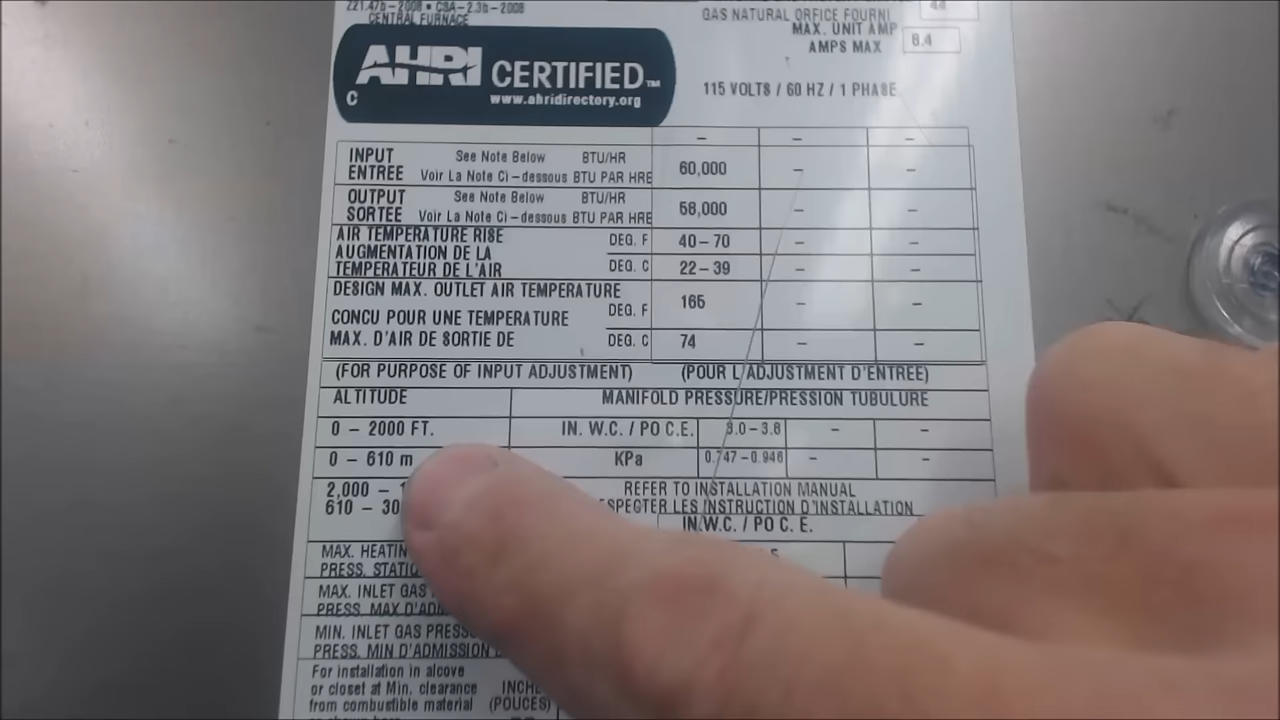 Z21.47b-2008 • CSA-2.3b-2008
CENTRAL FURNACE
GAS NATURAL ORFICE FOURNI 44
MAX. UNIT AMP
AMPS MAX 8.4
AHRI CERTIFIED™
C
www.ahridirectory.org
115 VOLTS / 60 HZ / 1 PHASE
– – –
INPUT See Note Below BTU/HR 60,000 – –
ENTREE Voir La Note Ci – dessous BTU PAR HRE
OUTPUT See Note Below BTU/HR 58,000 – –
SORTEE Voir La Note Ci – dessous BTU PAR HRE
AIR TEMPERATURE RISE DEG. F 40 – 70 – –
AUGMENTATION DE LA
TEMPERATEUR DE L'AIR DEG. C 22 – 39 – –
DESIGN MAX. OUTLET AIR TEMPERATURE
DEG. F 165 – –
CONCU POUR UNE TEMPERATURE
MAX. D'AIR DE SORTIE DE DEG. C 74 – –
(FOR PURPOSE OF INPUT ADJUSTMENT) (POUR L'ADJUSTMENT D'ENTREE)
ALTITUDE MANIFOLD PRESSURE/PRESSION TUBULURE
0 – 2000 FT. IN. W.C. / PO C.E. 3.0 – 3.8 – –
0 – 610 m KPa 0.747 – 0.946 – –
2,000 – REFER TO INSTALLATION MANUAL
610 – LES INSTRUCTION D'INSTALLATION
IN.W.C. / PO C. E.
MAX.
PRESS.
MAX. INLET GAS
PRESS. MAX
MIN. INLET GAS
PRESS. MIN D'ADMISSION
For installation in alcove
or closet at Min. clearance
from combustible material (POUCES)